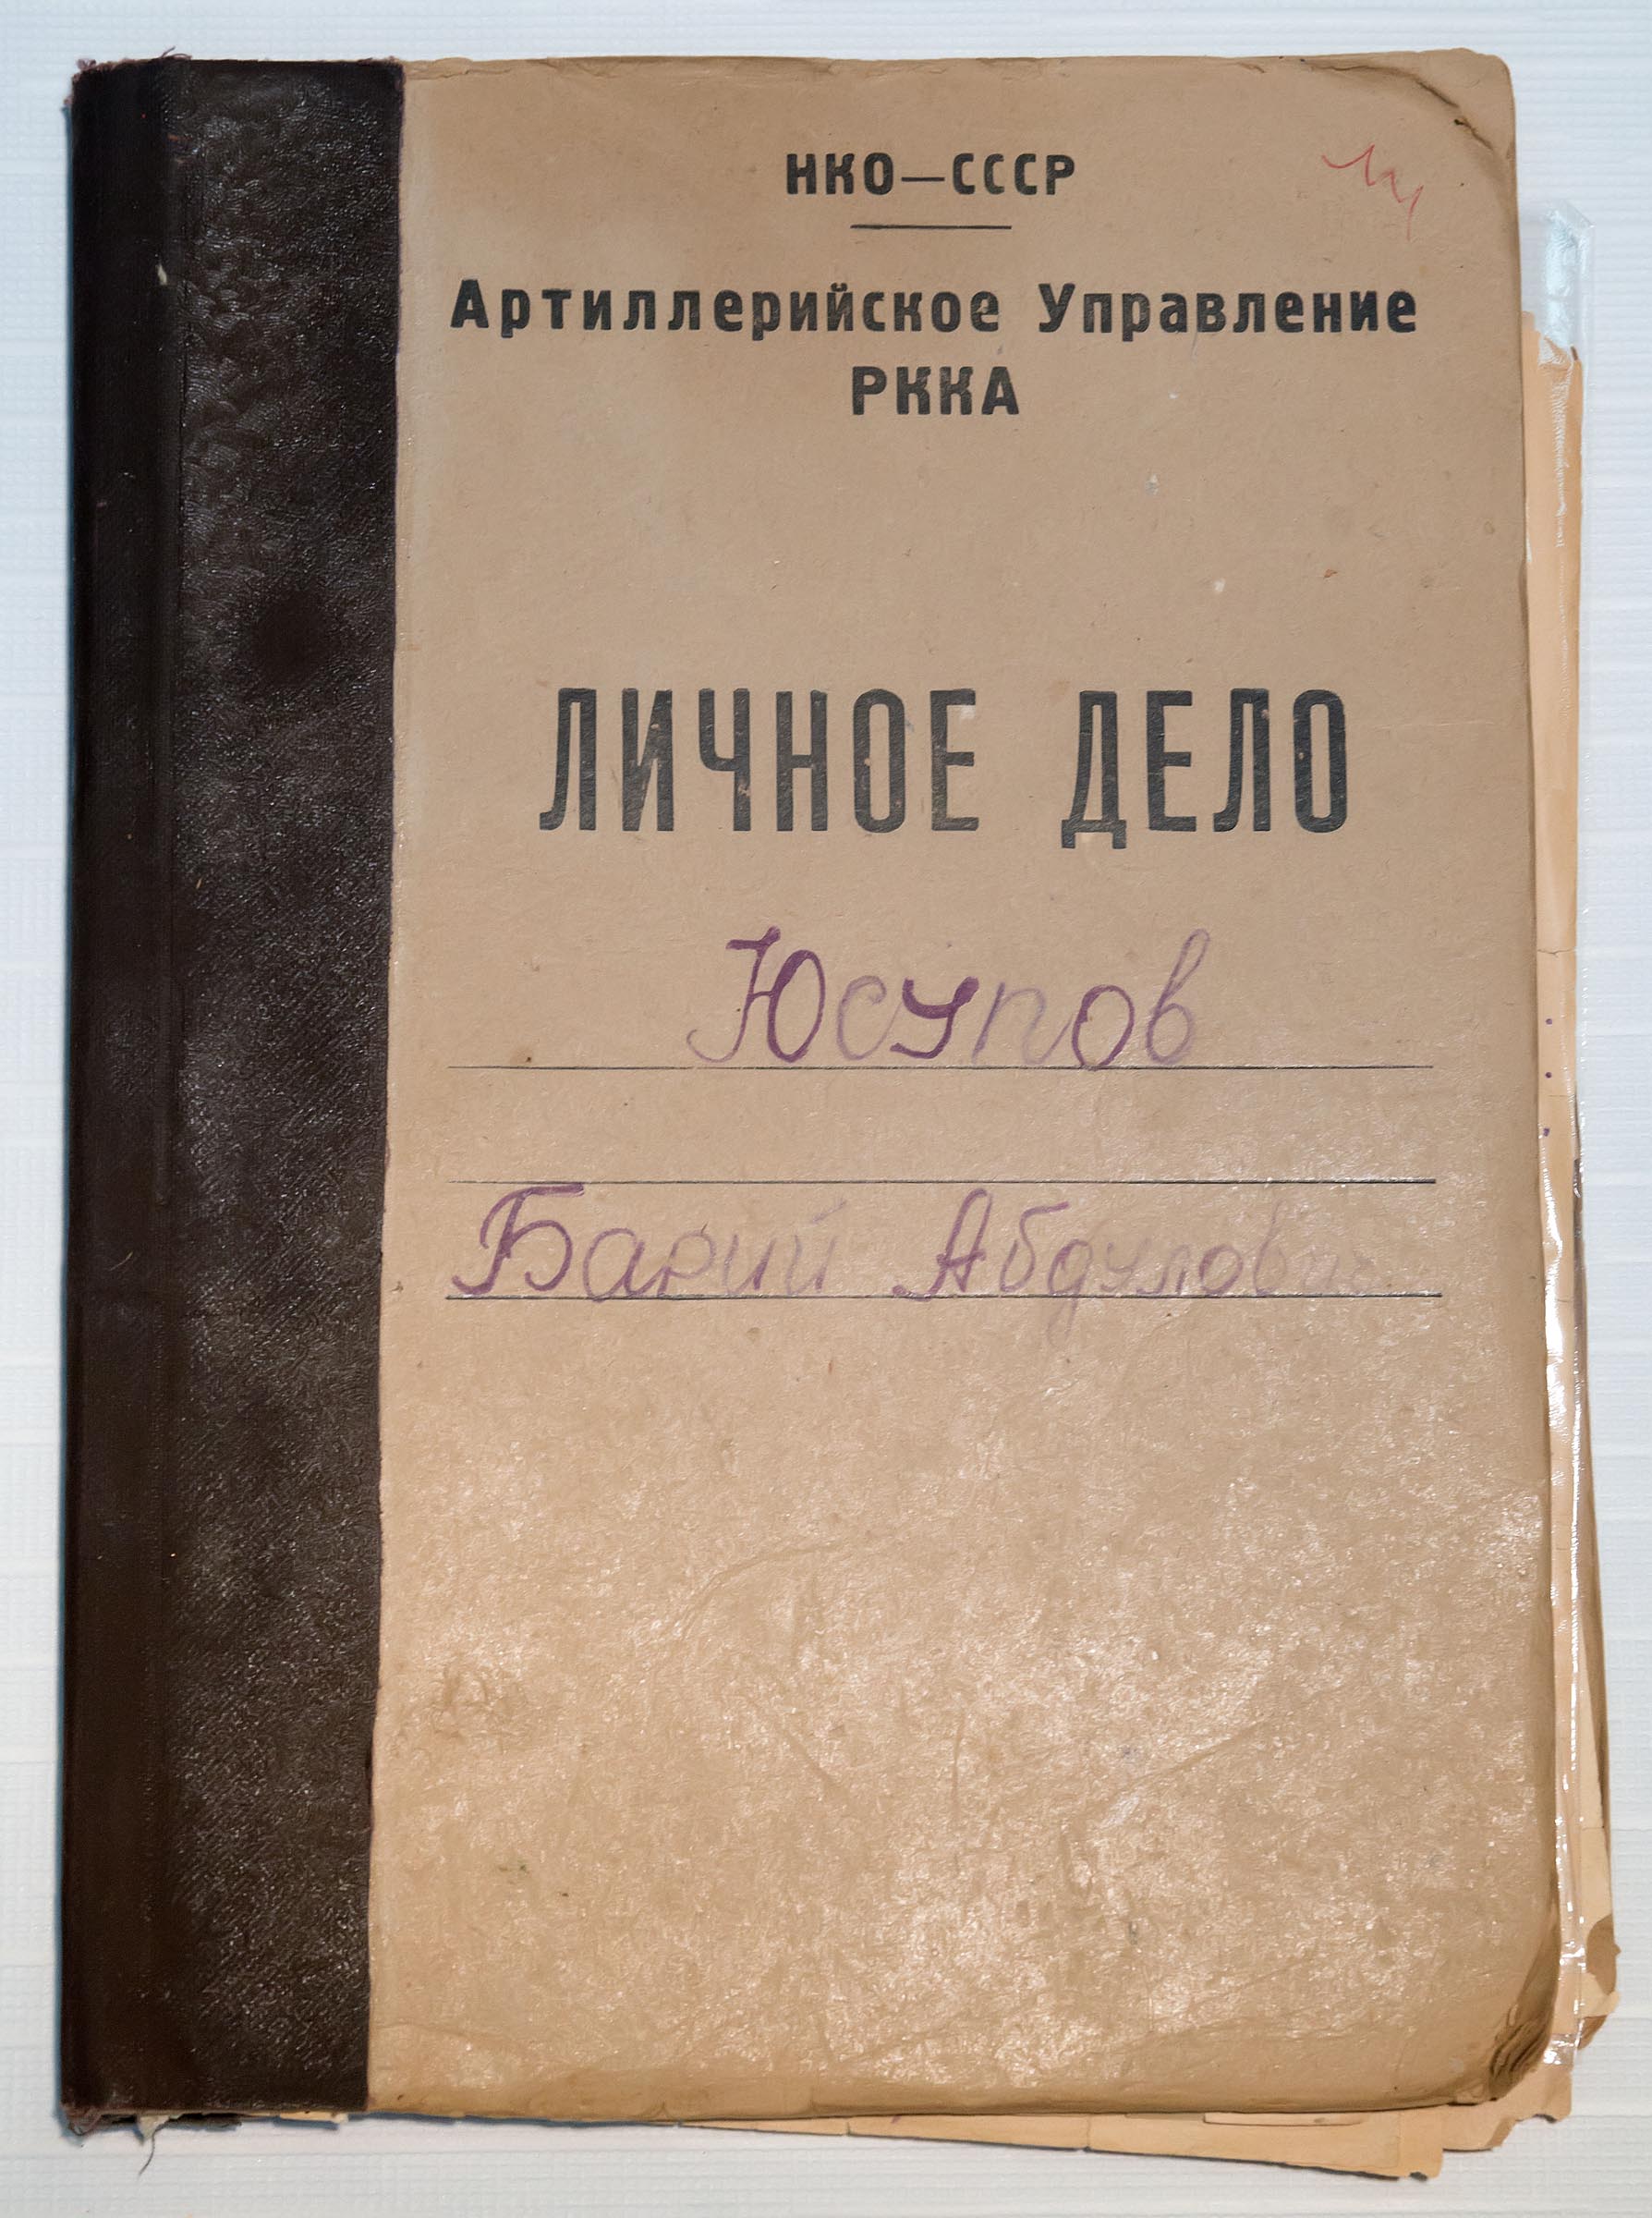 НКО—СССР
Артиллерийское Управление
РККА
ЛИЧНОЕ ДЕЛО
Юсупов
Барий Абдулович